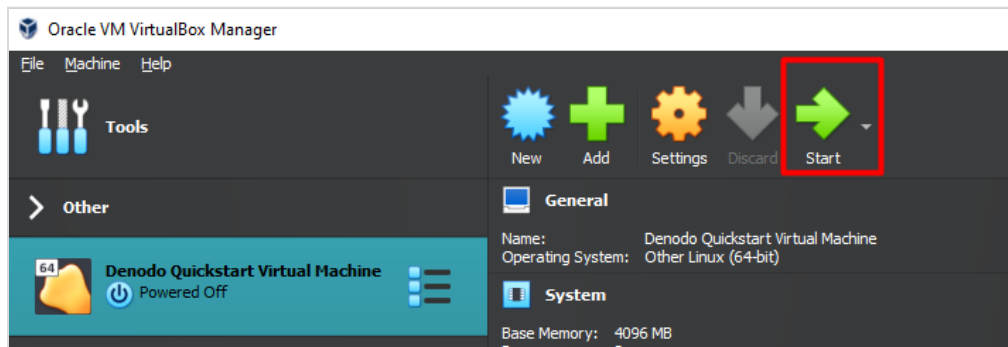 Oracle VM VirtualBox Manager
File Machine Help
Tools
New Add Settings Discard Start
Other
General
Name: Denodo Quickstart Virtual Machine
Operating System: Other Linux (64-bit)
64
Denodo Quickstart Virtual Machine
Powered Off
System
Base Memory: 4096 MB